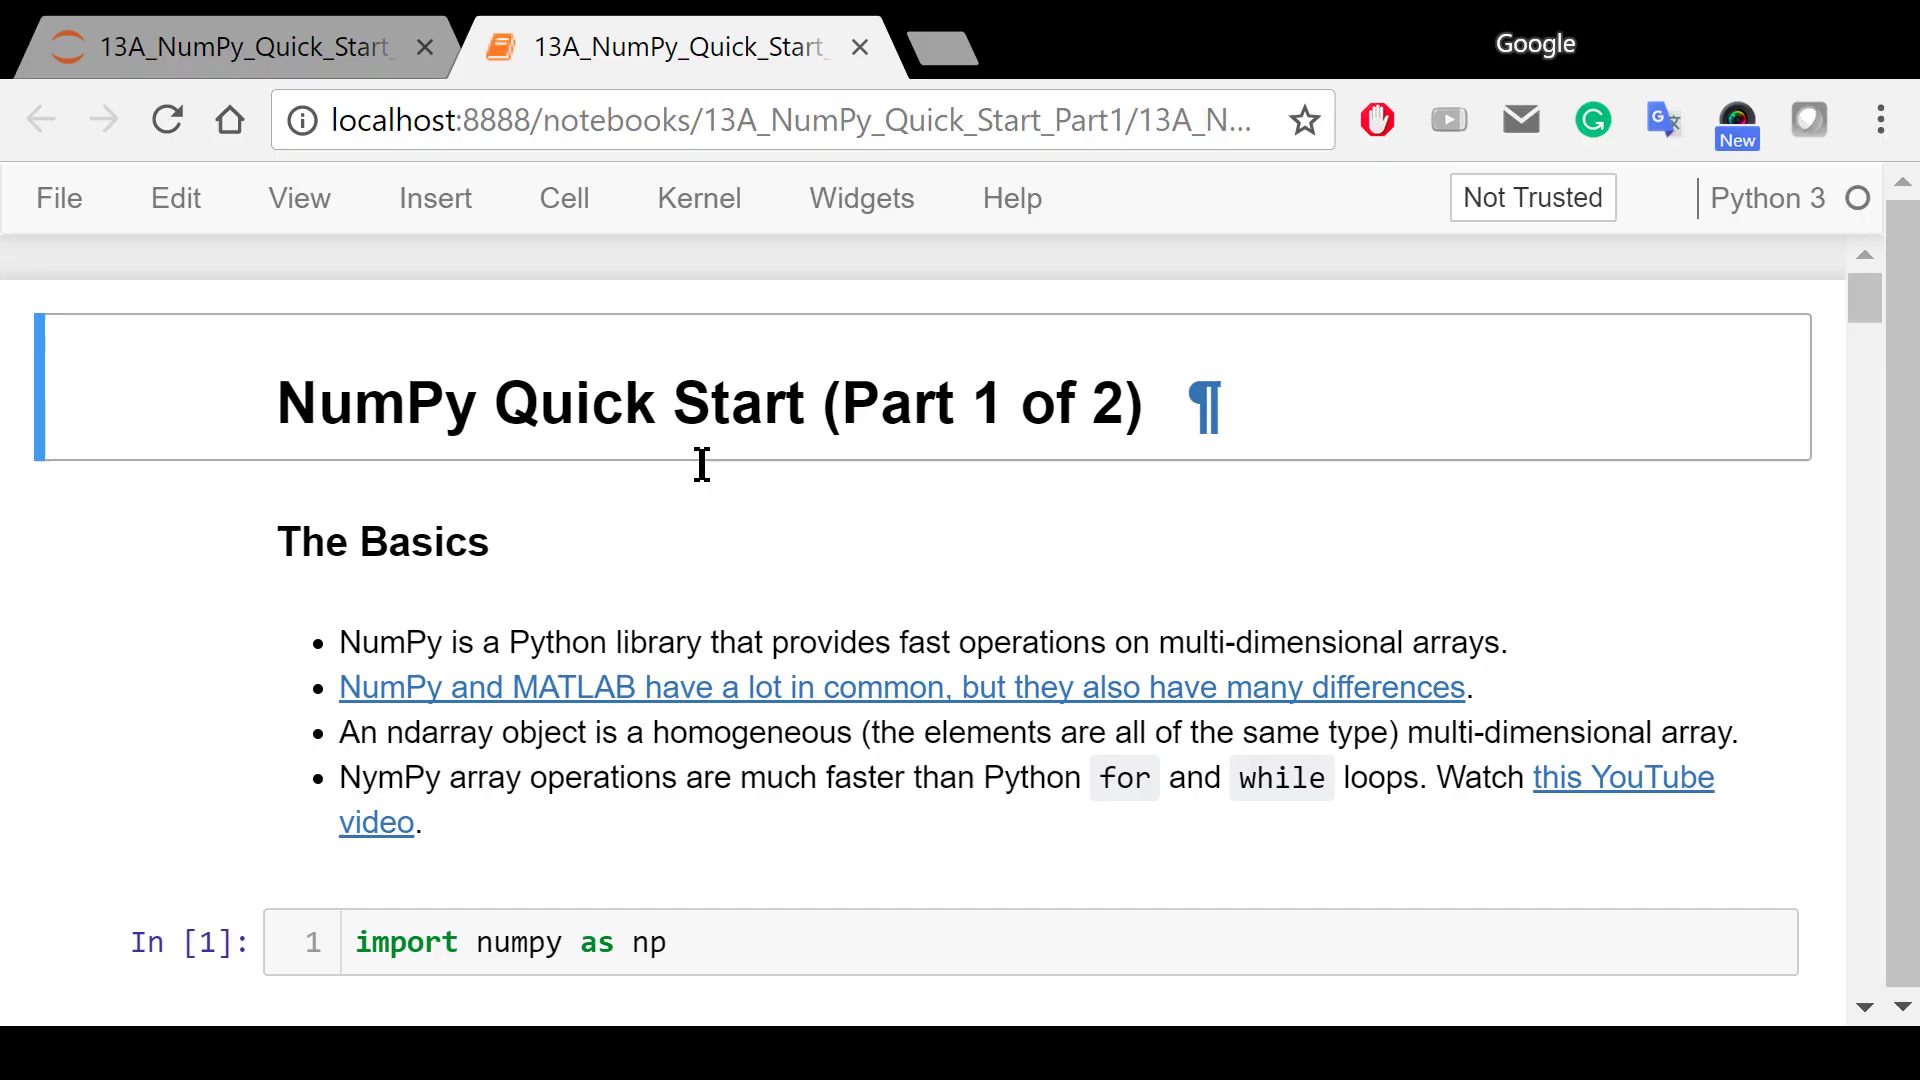 13A_NumPy_Quick_Start_
13A_NumPy_Quick_Start_
Google
localhost:8888/notebooks/13A_NumPy_Quick_Start_Part1/13A_N...
New
File Edit View Insert Cell Kernel Widgets Help Not Trusted Python 3
NumPy Quick Start (Part 1 of 2) ¶
The Basics
• NumPy is a Python library that provides fast operations on multi-dimensional arrays.
• NumPy and MATLAB have a lot in common, but they also have many differences.
• An ndarray object is a homogeneous (the elements are all of the same type) multi-dimensional array.
• NymPy array operations are much faster than Python for and while loops. Watch this YouTube
video.
In [1]: 1 import numpy as np